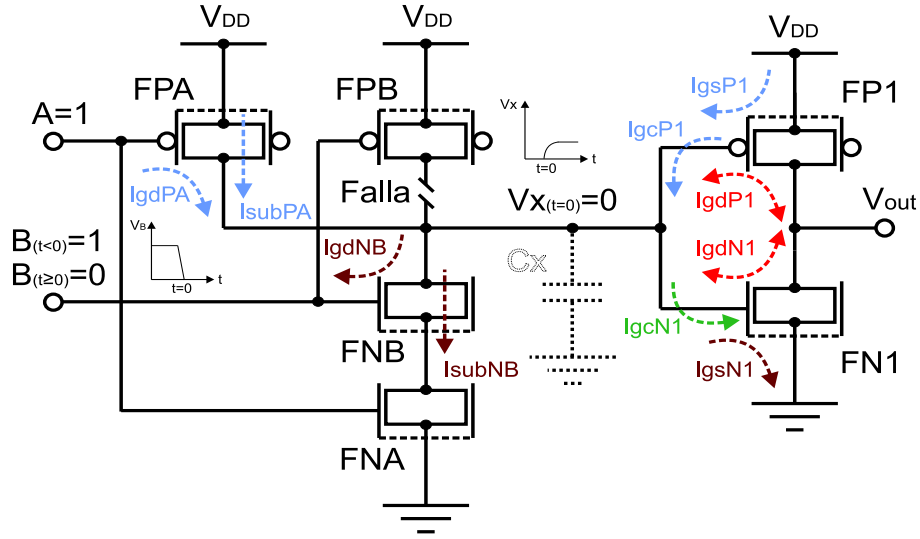 VDD
VDD
VDD
FPA
FPB
Vx
t=0
t
IgsP1
FP1
A=1
IgcP1
IgdPA
IsubPA
Falla
Vx(t=0)=0
IgdP1
Vout
VB
t=0
t
B(t<0)=1
B(t≥0)=0
IgdNB
Cx
IgdN1
IgcN1
FNB
IsubNB
IgsN1
FN1
FNA